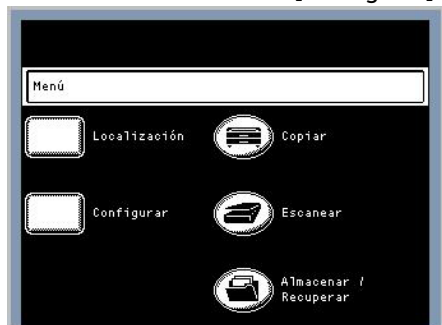 Menú
Localización
Copiar
Configurar
Escanear
Almacenar /
Recuperar